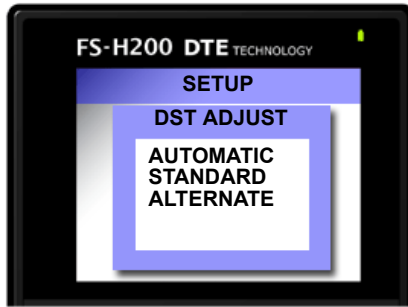 FS-H200 DTE TECHNOLOGY
SETUP
DST ADJUST
AUTOMATIC
STANDARD
ALTERNATE